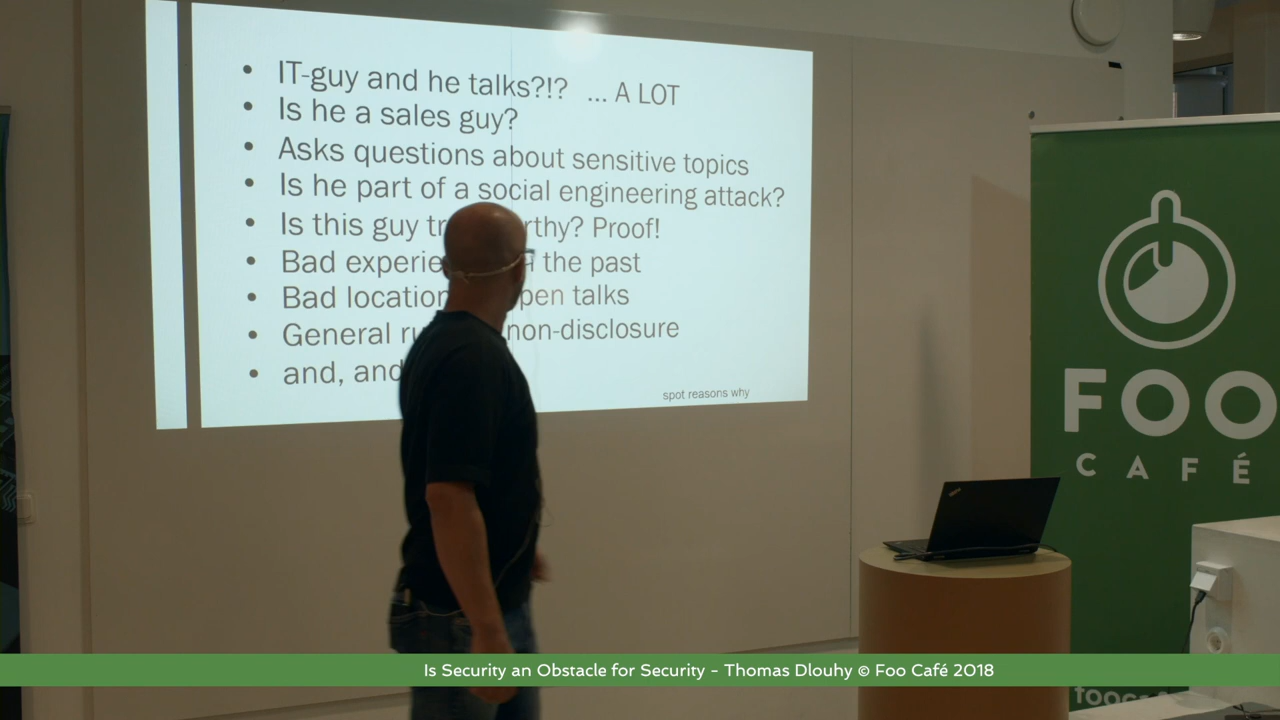 • IT-guy and he talks?!? ... A LOT
• Is he a sales guy?
• Asks questions about sensitive topics
• Is he part of a social engineering attack?
• Is this guy tr rthy? Proof!
• Bad experie the past
• Bad location pen talks
• General ru non-disclosure
• and, and
spot reasons why
FOO
CAFÉ
Is Security an Obstacle for Security - Thomas Dlouhy © Foo Café 2018